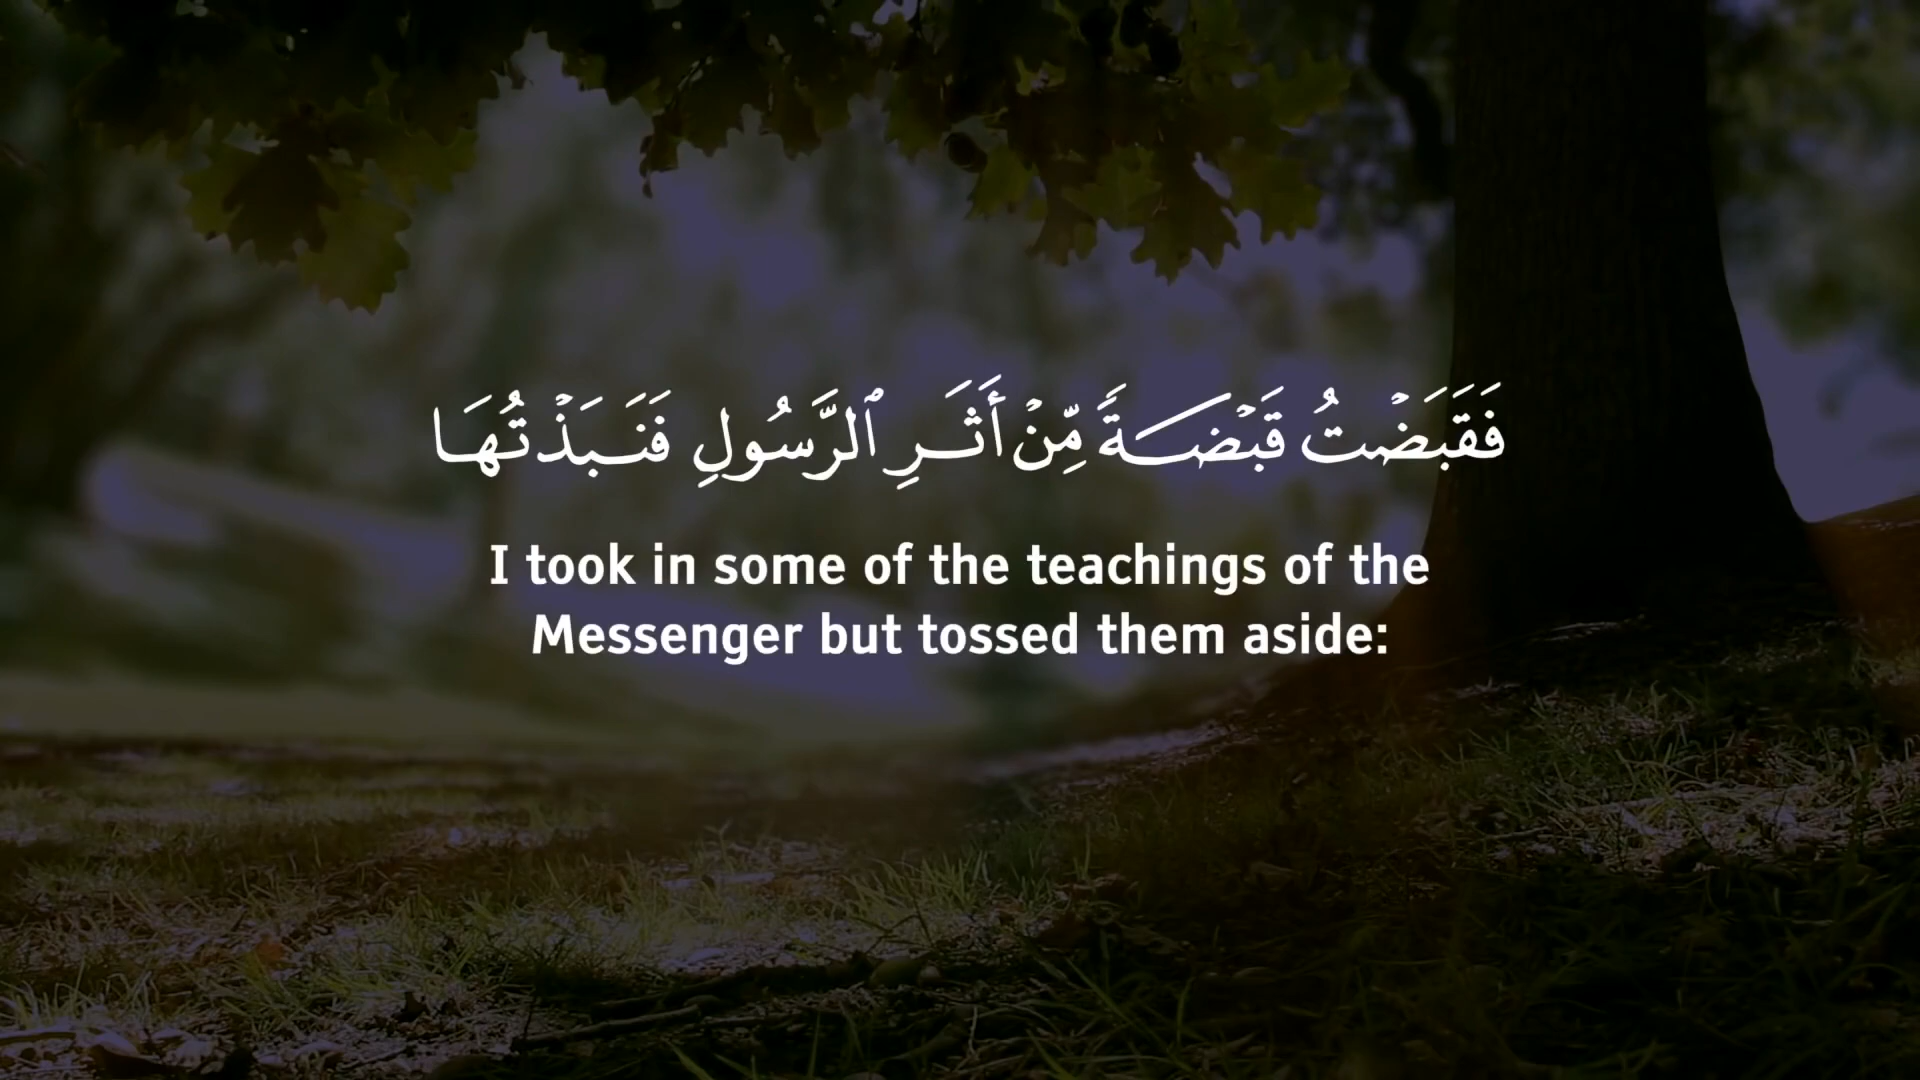 فَقَبَضْتُ قَبْضَةً مِّنْ أَثَرِ ٱلرَّسُولِ فَنَبَذْتُهَا
I took in some of the teachings of the
Messenger but tossed them aside: